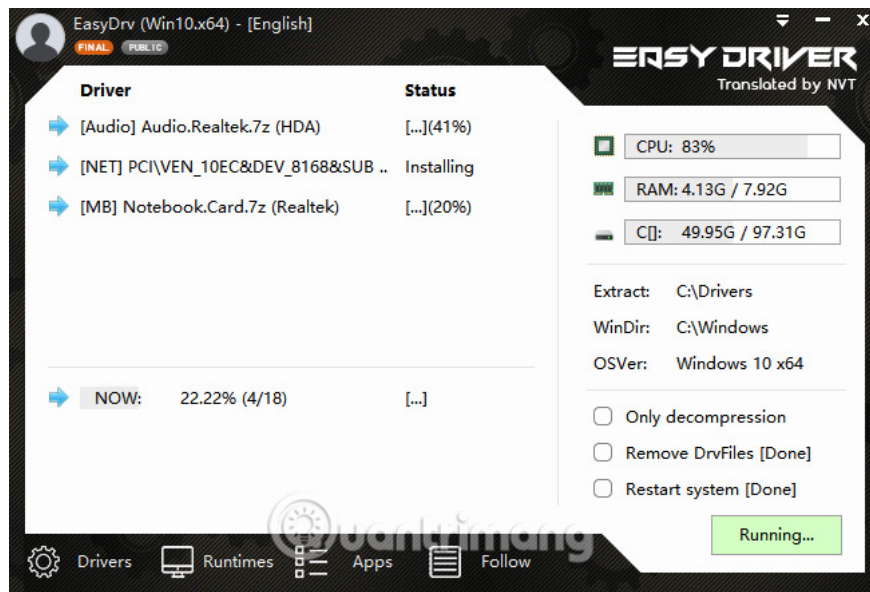 EasyDrv (Win10.x64) - [English]
FINAL PUBLIC
EASY DRIVER
Translated by NVT
Driver Status
[Audio] Audio.Realtek.7z (HDA) [...](41%)
[NET] PCI\VEN_10EC&DEV_8168&SUB .. Installing
[MB] Notebook.Card.7z (Realtek) [...](20%)
NOW: 22.22% (4/18) [...]
CPU: 83%
RAM: 4.13G / 7.92G
C[]: 49.95G / 97.31G
Extract: C:\Drivers
WinDir: C:\Windows
OSVer: Windows 10 x64
Only decompression
Remove DrvFiles [Done]
Restart system [Done]
Running...
Quantrimang
Drivers Runtimes Apps Follow